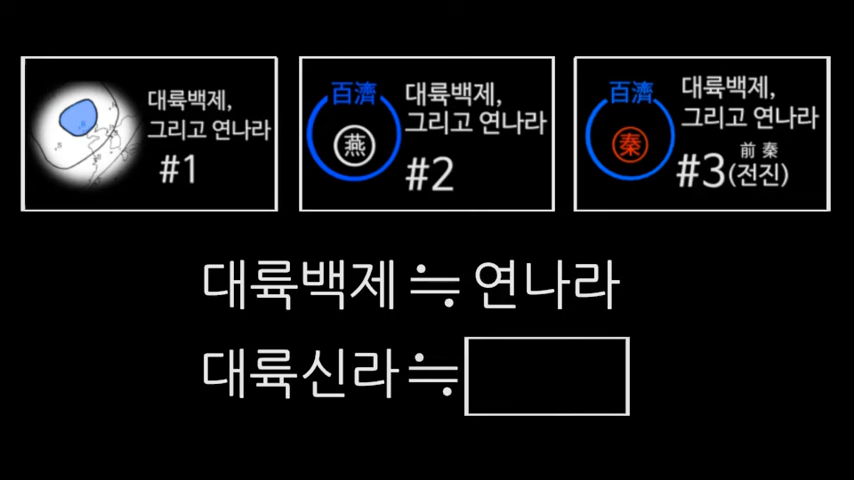 대륙백제,
그리고 연나라
#1
百濟
燕
대륙백제,
그리고 연나라
#2
百濟
秦
대륙백제,
그리고 연나라
前秦
#3(전진)
대륙백제≒연나라
대륙신라≒